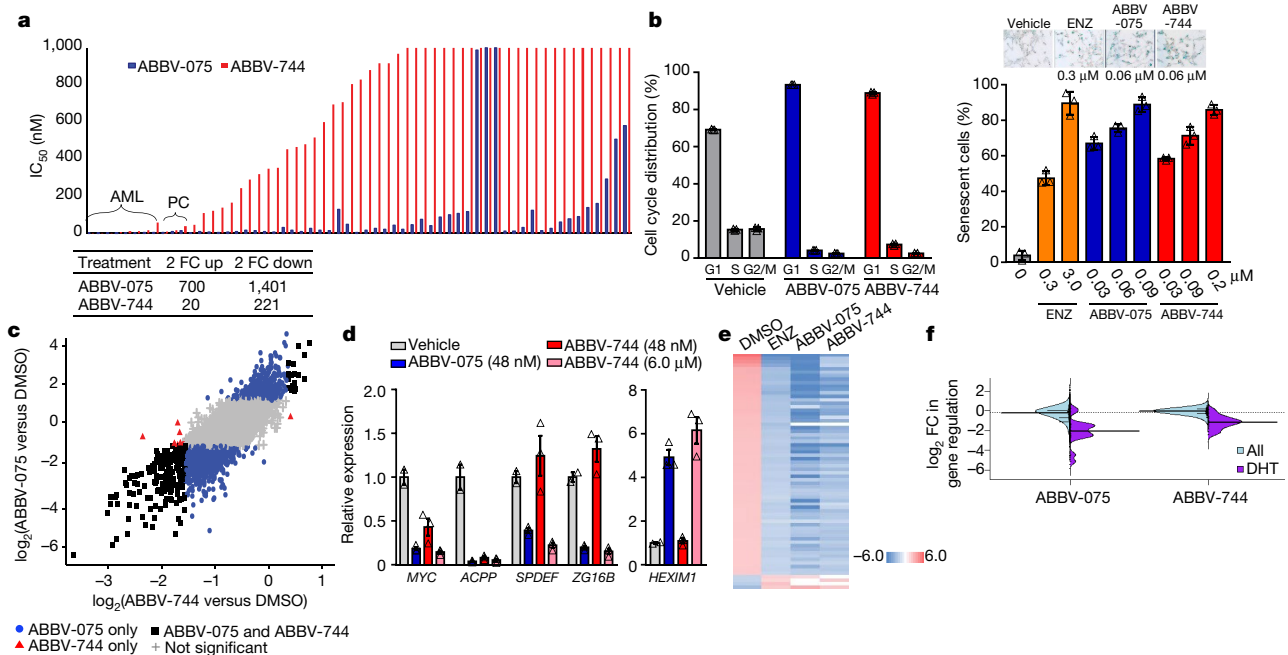 a
1,000
800
600
400
200
0
IC50 (nM)
ABBV-075 ABBV-744
AML
PC
Treatment 2 FC up 2 FC down
ABBV-075 700 1,401
ABBV-744 20 221
b
Cell cycle distribution (%)
100
80
60
40
20
0
G1 S G2/M G1 S G2/M G1 S G2/M
Vehicle ABBV-075 ABBV-744
Vehicle ENZ ABBV-075 ABBV-744
0.3 μM 0.06 μM 0.06 μM
Senescent cells (%)
100
80
60
40
20
0
0 0.3 3.0 0.03 0.06 0.09 0.03 0.09 0.2 μM
ENZ ABBV-075 ABBV-744
c
log2(ABBV-075 versus DMSO)
4
2
0
−2
−4
−6
−3 −2 −1 0 1
log2(ABBV-744 versus DMSO)
ABBV-075 only ABBV-075 and ABBV-744
ABBV-744 only Not significant
d
Vehicle ABBV-744 (48 nM)
ABBV-075 (48 nM) ABBV-744 (6.0 μM)
Relative expression
2.0
1.5
1.0
0.5
0
MYC ACPP SPDEF ZG16B
8
6
4
2
0
HEXIM1
e
DMSO ENZ ABBV-075 ABBV-744
−6.0 6.0
f
log2 FC in
gene regulation
2
0
−2
−4
−6
All
DHT
ABBV-075 ABBV-744